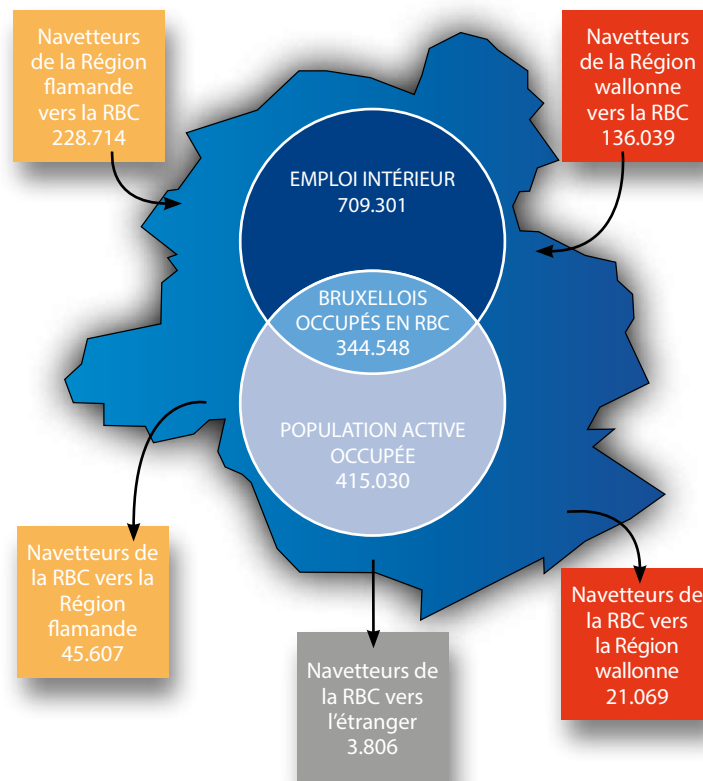 Navetteurs
de la Région
flamande
vers la RBC
228.714
Navetteurs
de la Région
wallonne
vers la RBC
136.039
EMPLOI INTÉRIEUR
709.301
BRUXELLOIS
OCCUPÉS EN RBC
344.548
POPULATION ACTIVE
OCCUPÉE
415.030
Navetteurs de
la RBC vers la
Région
flamande
45.607
Navetteurs de
la RBC vers
l'étranger
3.806
Navetteurs de
la RBC vers
la Région
wallonne
21.069